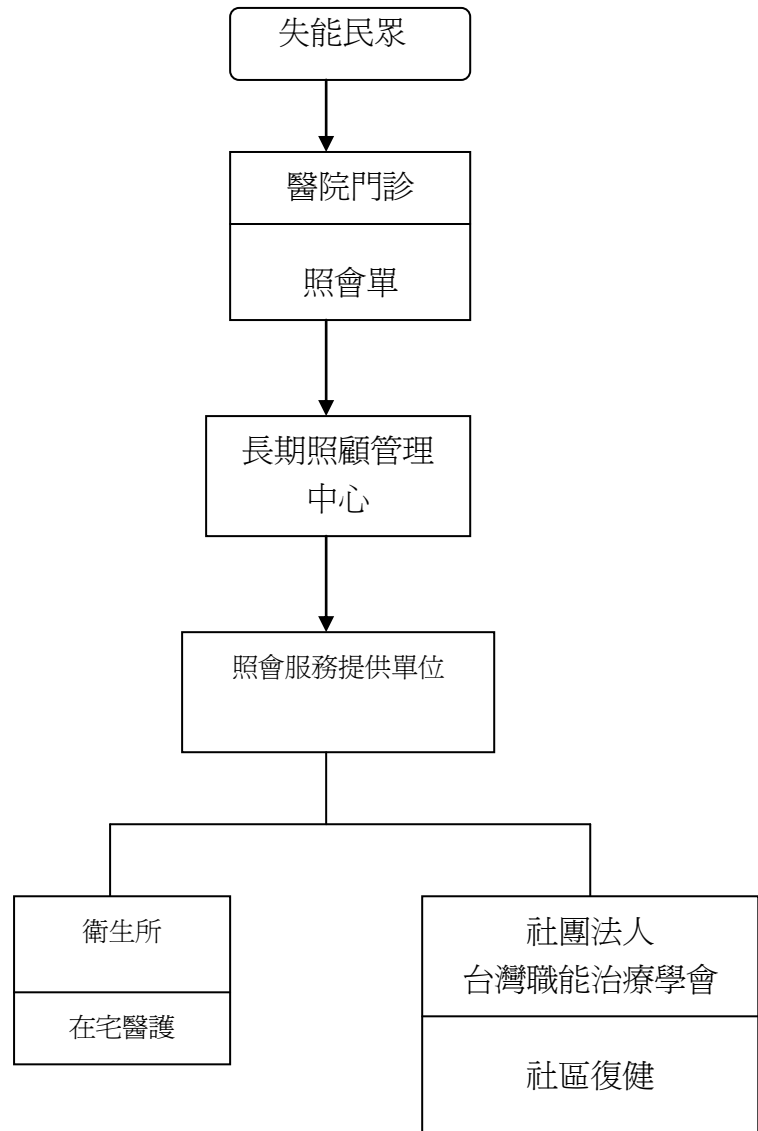 失能民眾
醫院門診
照會單
長期照顧管理
中心
照會服務提供單位
衛生所
在宅醫護
社團法人
台灣職能治療學會
社區復健